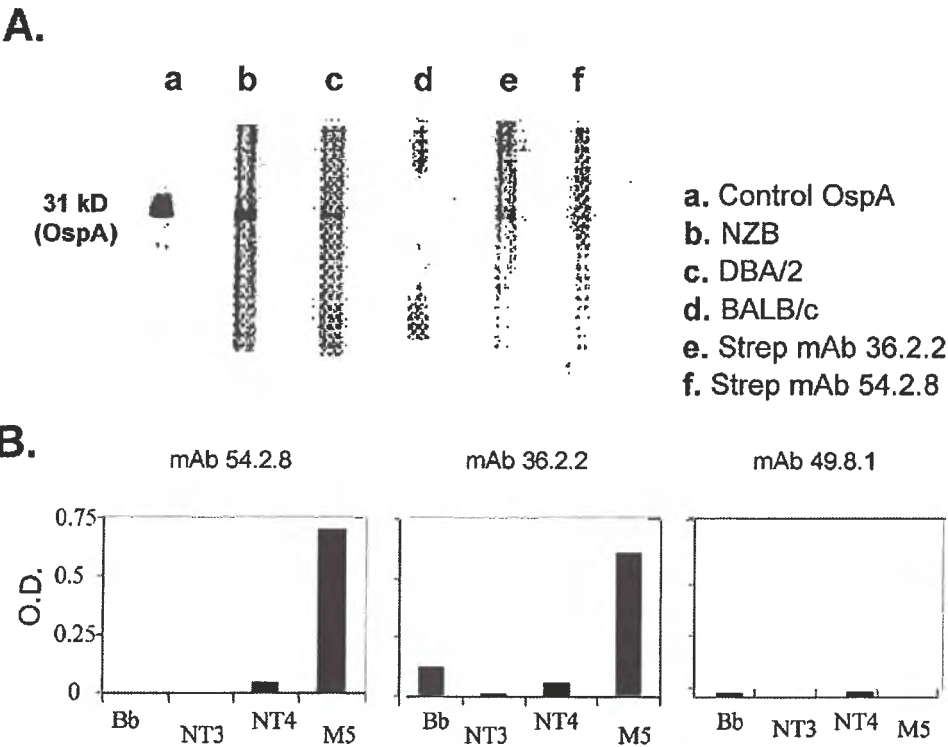 A.
a b c d e f
31 kD
(OspA)
a. Control OspA
b. NZB
c. DBA/2
d. BALB/c
e. Strep mAb 36.2.2
f. Strep mAb 54.2.8
B.
mAb 54.2.8 mAb 36.2.2 mAb 49.8.1
O.D.
0.75
0.5
0.25
0
Bb NT3 NT4 M5 Bb NT3 NT4 M5 Bb NT3 NT4 M5